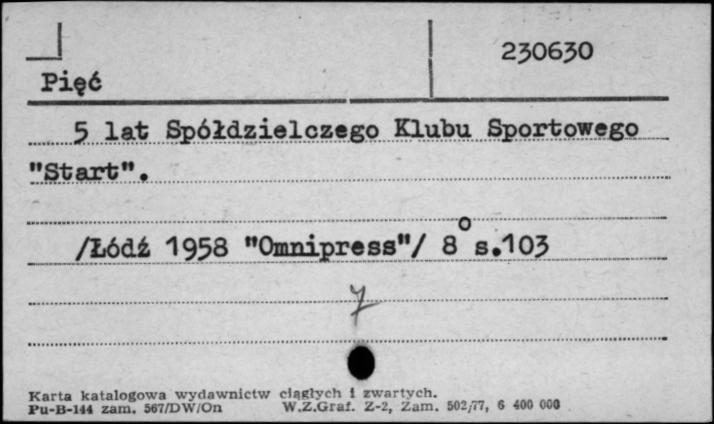 230630
Pięć
5 lat Spółdzielczego Klubu Sportowego
"Start".
/Łódź 1958 "Omnipress"/ 8° s.103
7
Karta katalogowa wydawnictw ciągłych i zwartych.
Pu-B-144 zam. 567/DW/On W.Z.Graf. Z-2, Zam. 502/77, 6 400 000